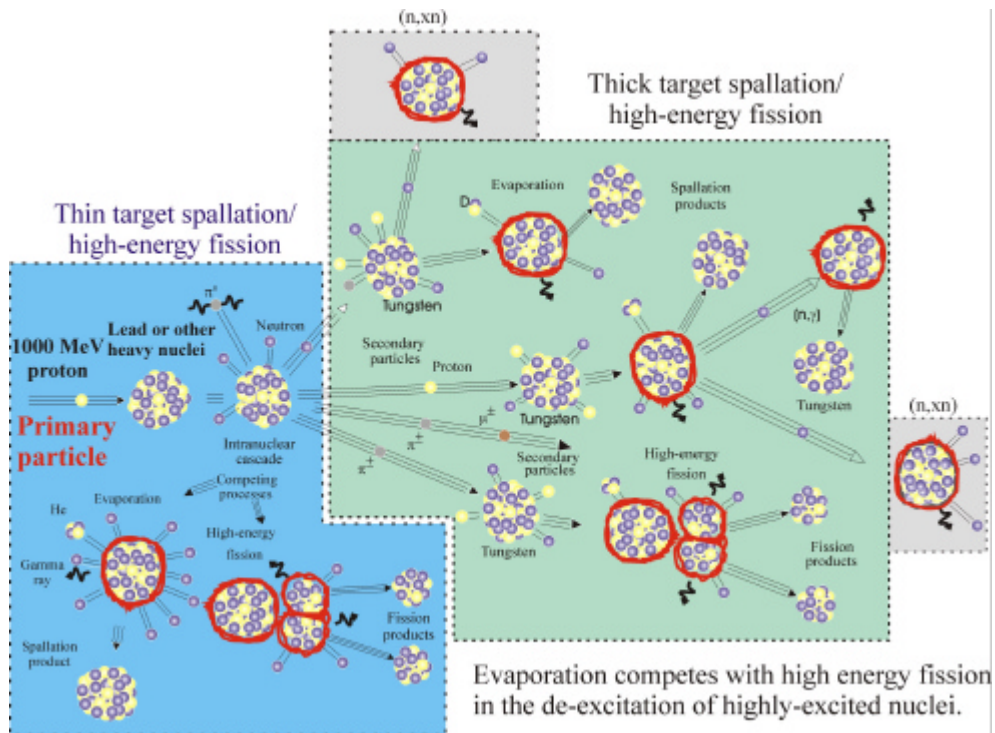 (n,xn)
Thick target spallation/
high-energy fission
Thin target spallation/
high-energy fission
Evaporation
D
Spallation
products
Tungsten
(n,γ)
Tungsten
(n,xn)
Secondary
particles
Proton
Tungsten
μ±
π±
π±
Secondary
particles
High-energy
fission
Tungsten
Fission
products
1000 MeV
proton
Lead or other
heavy nuclei
Neutron
Primary
particle
Intranuclear
cascade
Competing
processes
Evaporation
He
Gamma
ray
High-energy
fission
Spallation
product
Fission
products
Evaporation competes with high energy fission
in the de-excitation of highly-excited nuclei.